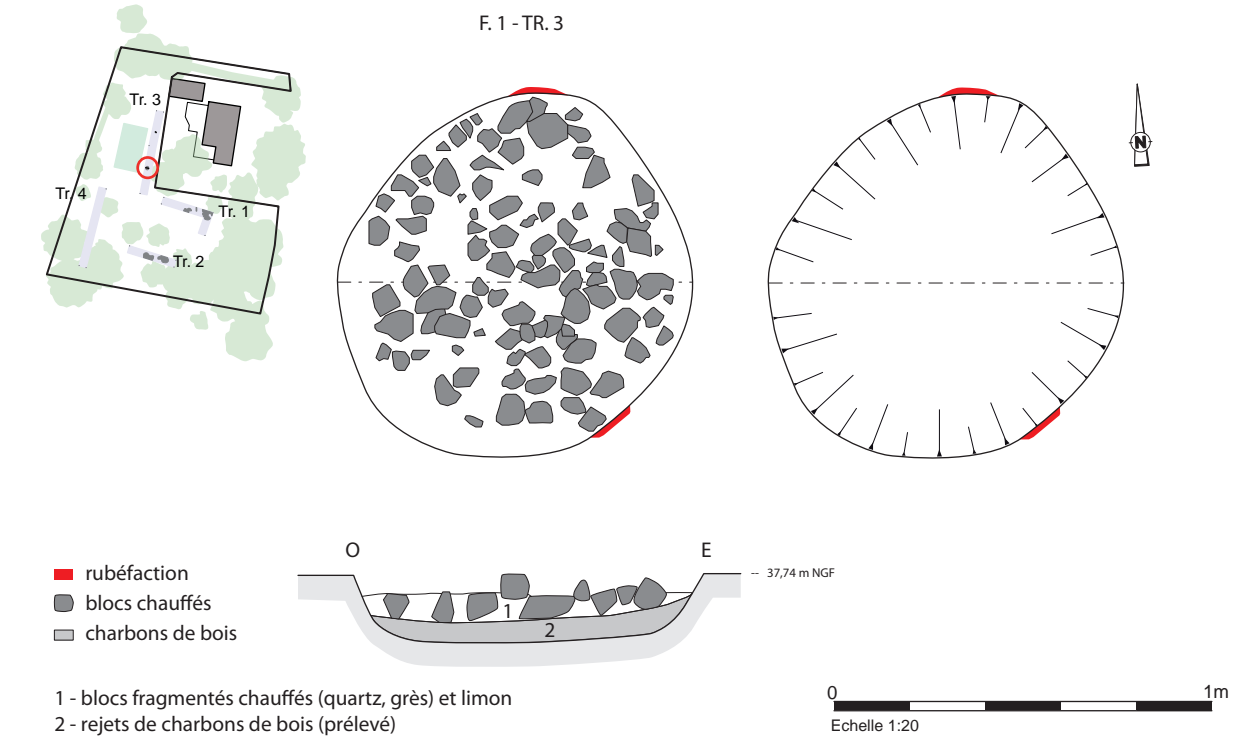 F. 1 - TR. 3
Tr. 3
Tr. 4
Tr. 1
Tr. 2
N
O
E
37,74 m NGF
rubéfaction
blocs chauffés
charbons de bois
1
2
1 - blocs fragmentés chauffés (quartz, grès) et limon
2 - rejets de charbons de bois (prélevé)
0
1m
Echelle 1:20